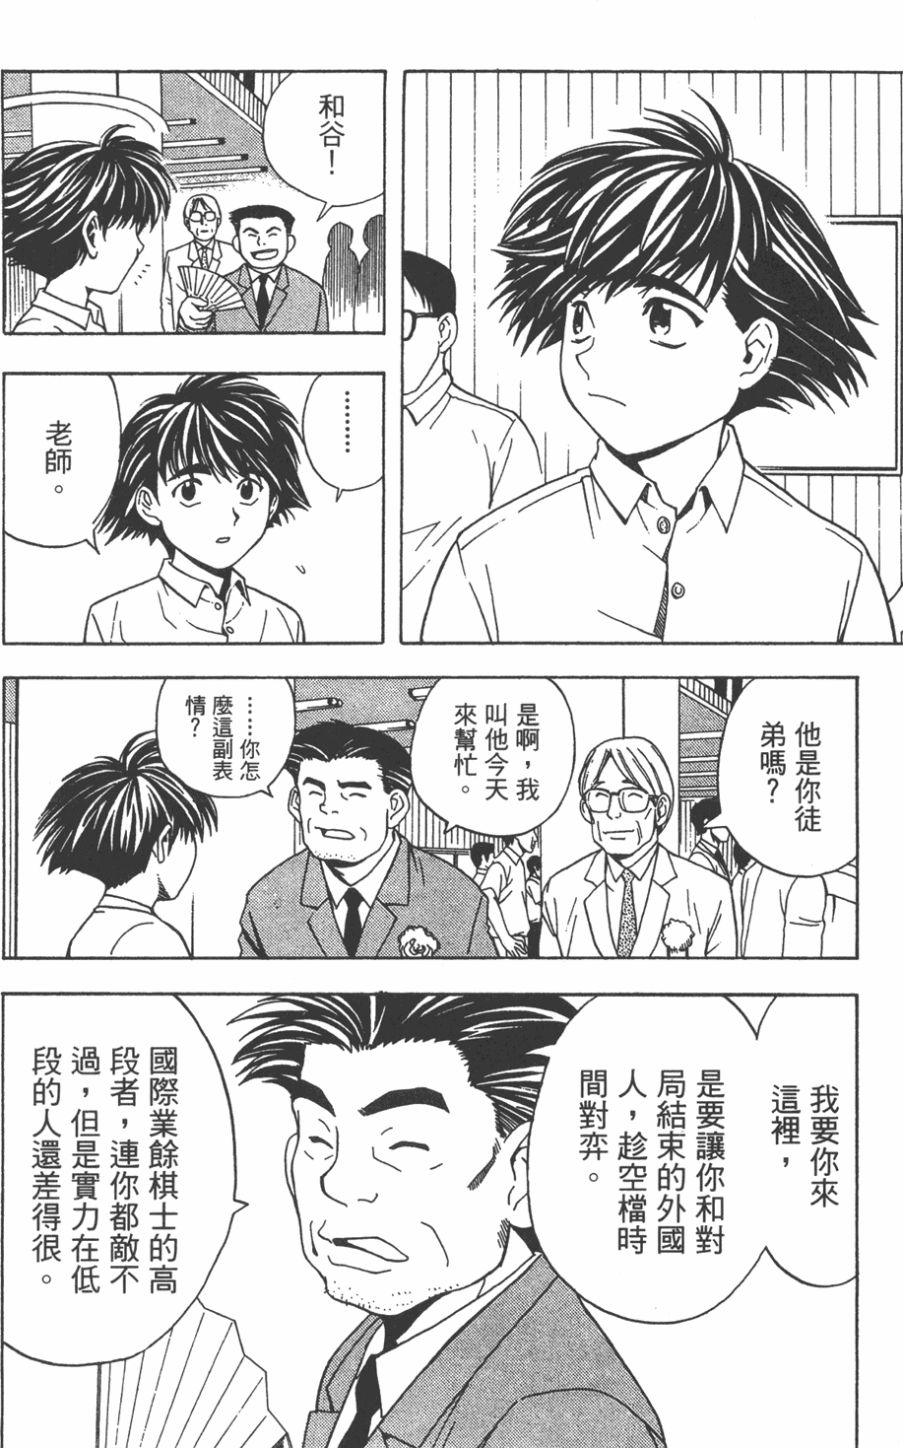 和谷！
………
老師。
他是你徒
弟嗎？
是啊，我
叫他今天
來幫忙。
……你怎
麼這副表
情？
我要你來
這裡，
是要讓你和對
局結束的外國
人，趁空檔時
間對弈。
國際業餘棋士的高
段者，連你都敵不
過，但是實力在低
段的人還差得很。